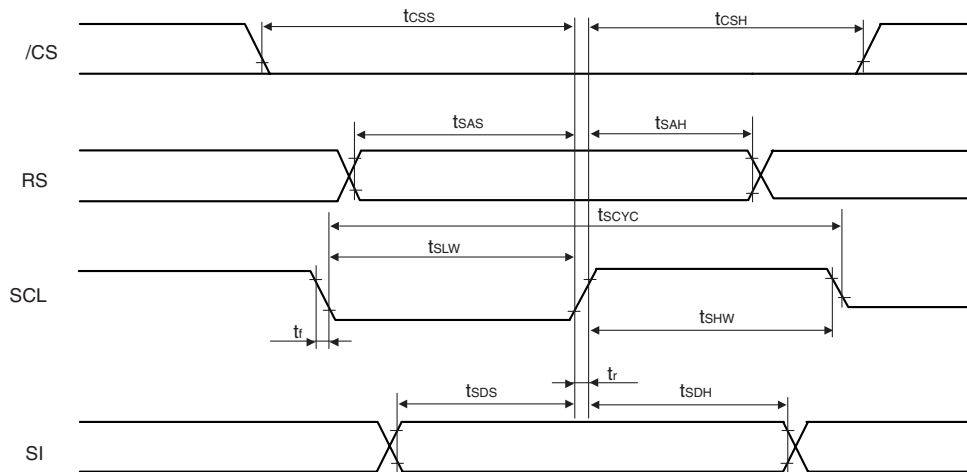 tCSS
tCSH
/CS
tSAS
tSAH
RS
tSCYC
tSLW
SCL
tSHW
tf
tr
tSDS
tSDH
SI